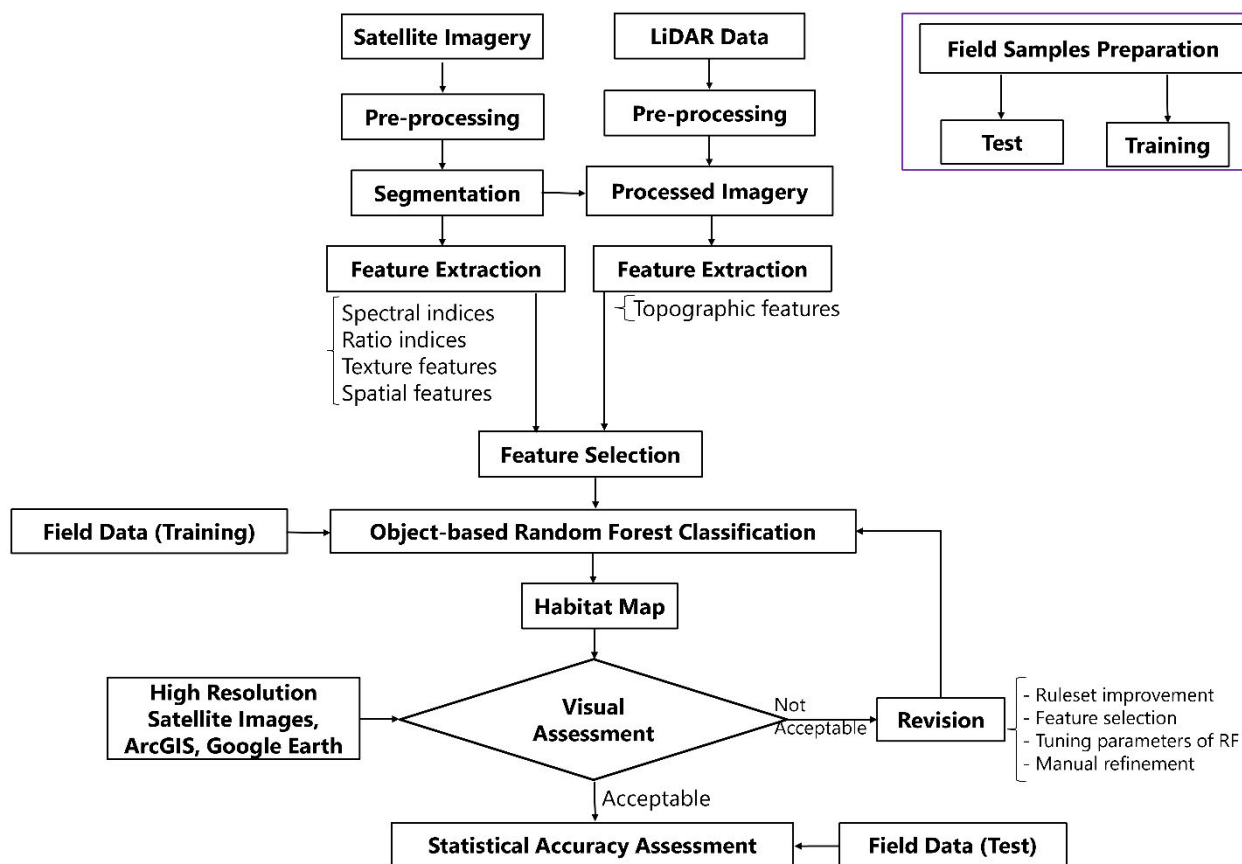 Satellite Imagery
LiDAR Data
Field Samples Preparation
Pre-processing
Pre-processing
Test
Training
Segmentation
Processed Imagery
Feature Extraction
Feature Extraction
Spectral indices
Ratio indices
Texture features
Spatial features
Topographic features
Feature Selection
Field Data (Training)
Object-based Random Forest Classification
Habitat Map
High Resolution
Satellite Images,
ArcGIS, Google Earth
Visual
Assessment
Not
Acceptable
Revision
- Ruleset improvement
- Feature selection
- Tuning parameters of RF
- Manual refinement
Acceptable
Statistical Accuracy Assessment
Field Data (Test)